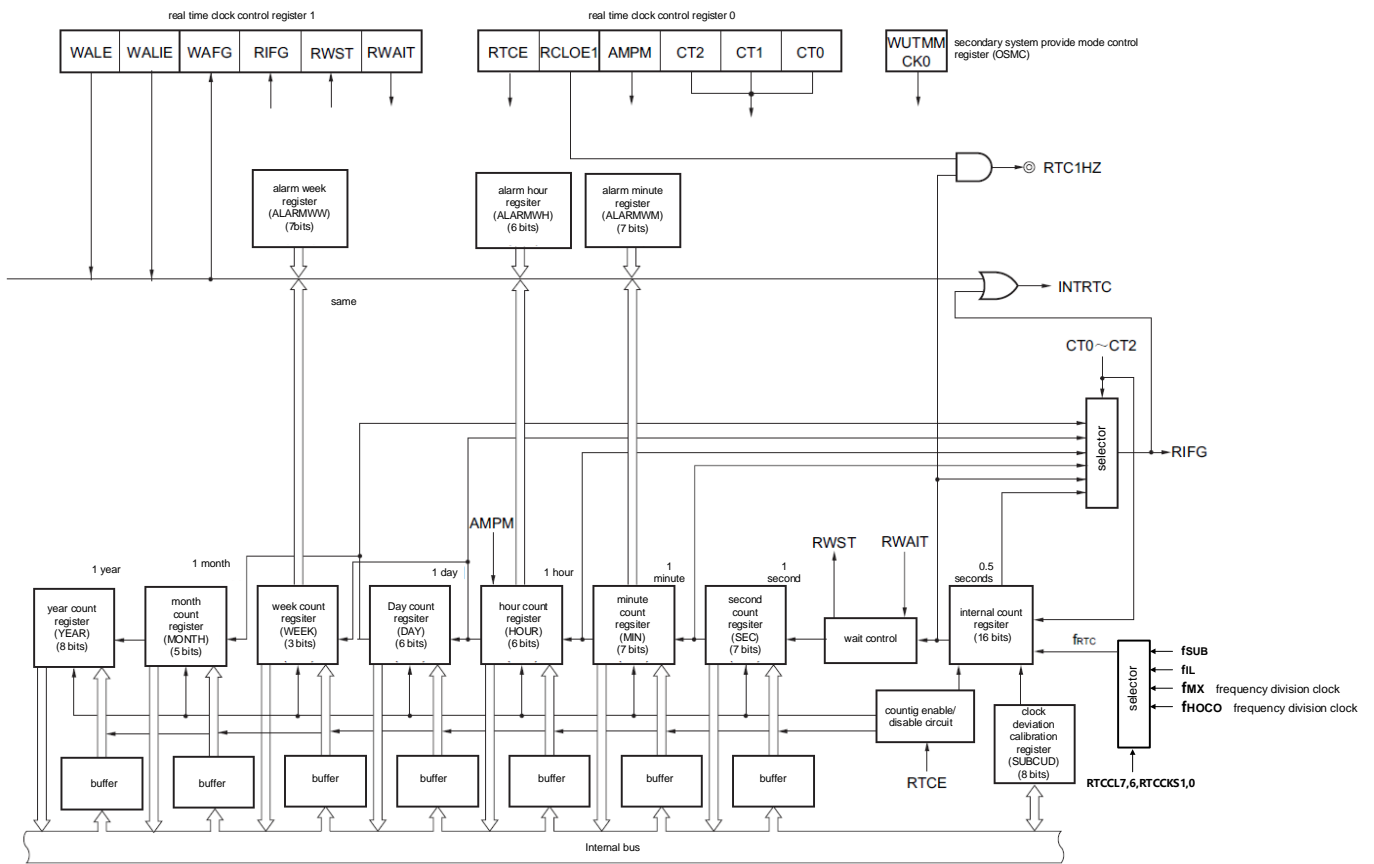 real time clock control register 1
real time clock control register 0
WALE WALIE WAFG RIFG RWST RWAIT
RTCE RCLOE1 AMPM CT2 CT1 CT0
WUTMM
CK0
secondary system provide mode control
register (OSMC)
RTC1HZ
alarm week
register
(ALARMWW)
(7bits)
alarm hour
regsiter
(ALARMWH)
(6 bits)
alarm minute
register
(ALARMWM)
(7 bits)
same
INTRTC
CT0～CT2
selector
RIFG
AMPM
RWST
RWAIT
1 year
1 month
1 day
1 hour
1
minute
1
second
0.5
seconds
year count
register
(YEAR)
(8 bits)
month
count
register
(MONTH)
(5 bits)
week count
regsiter
(WEEK)
(3 bits)
Day count
register
(DAY)
(6 bits)
hour count
register
(HOUR)
(6 bits)
minute
count
regsiter
(MIN)
(7 bits)
second
count
regsiter
(SEC)
(7 bits)
wait control
internal count
regsiter
(16 bits)
fRTC
selector
fSUB
fIL
fMX frequency division clock
fHOCO frequency division clock
RTCCL7,6,RTCCKS1,0
countig enable/
disable circuit
RTCE
clock
deviation
calibration
register
(SUBCUD)
(8 bits)
buffer
buffer
buffer
buffer
buffer
buffer
buffer
Internal bus